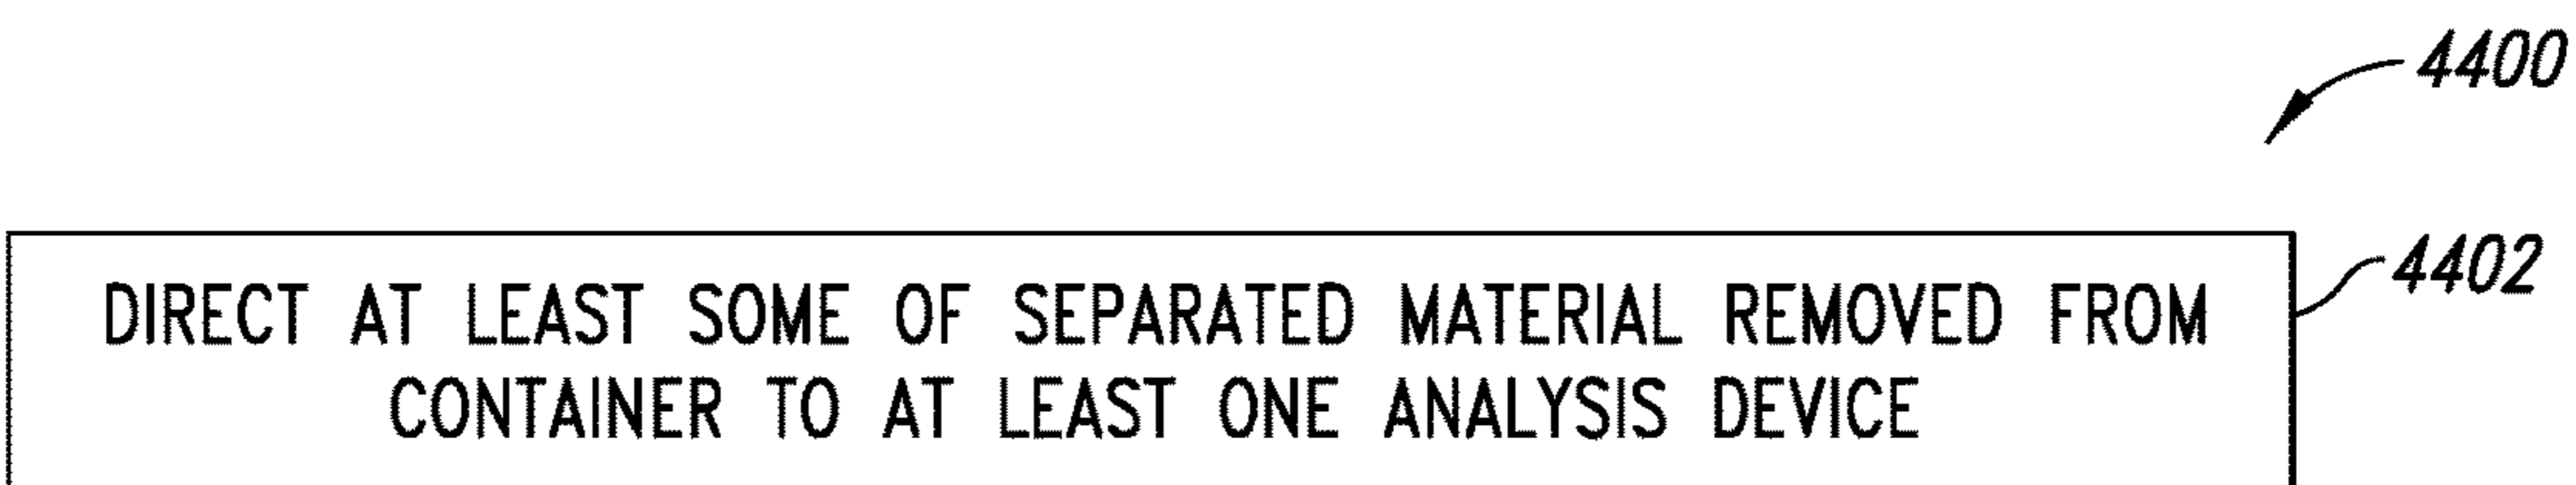 4400
4402
DIRECT AT LEAST SOME OF SEPARATED MATERIAL REMOVED FROM
CONTAINER TO AT LEAST ONE ANALYSIS DEVICE